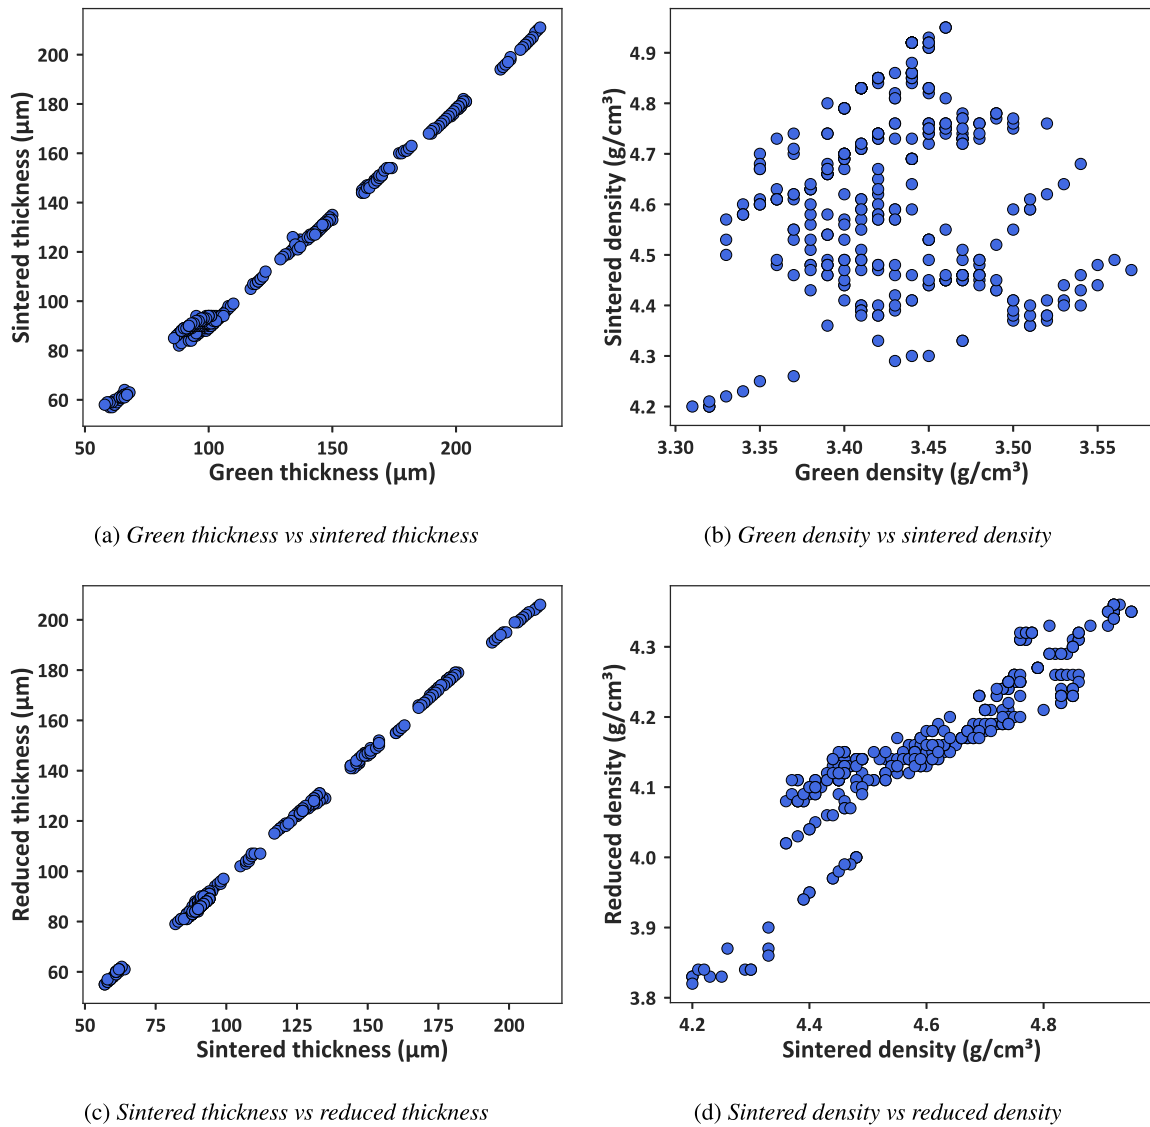 200
180
160
140
120
100
80
60
Sintered thickness (μm)
50 100 150 200
Green thickness (μm)
4.9
4.8
4.7
4.6
4.5
4.4
4.3
4.2
Sintered density (g/cm³)
3.30 3.35 3.40 3.45 3.50 3.55
Green density (g/cm³)
(a) Green thickness vs sintered thickness
(b) Green density vs sintered density
200
180
160
140
120
100
80
60
Reduced thickness (μm)
50 75 100 125 150 175 200
Sintered thickness (μm)
4.3
4.2
4.1
4.0
3.9
3.8
Reduced density (g/cm³)
4.2 4.4 4.6 4.8
Sintered density (g/cm³)
(c) Sintered thickness vs reduced thickness
(d) Sintered density vs reduced density